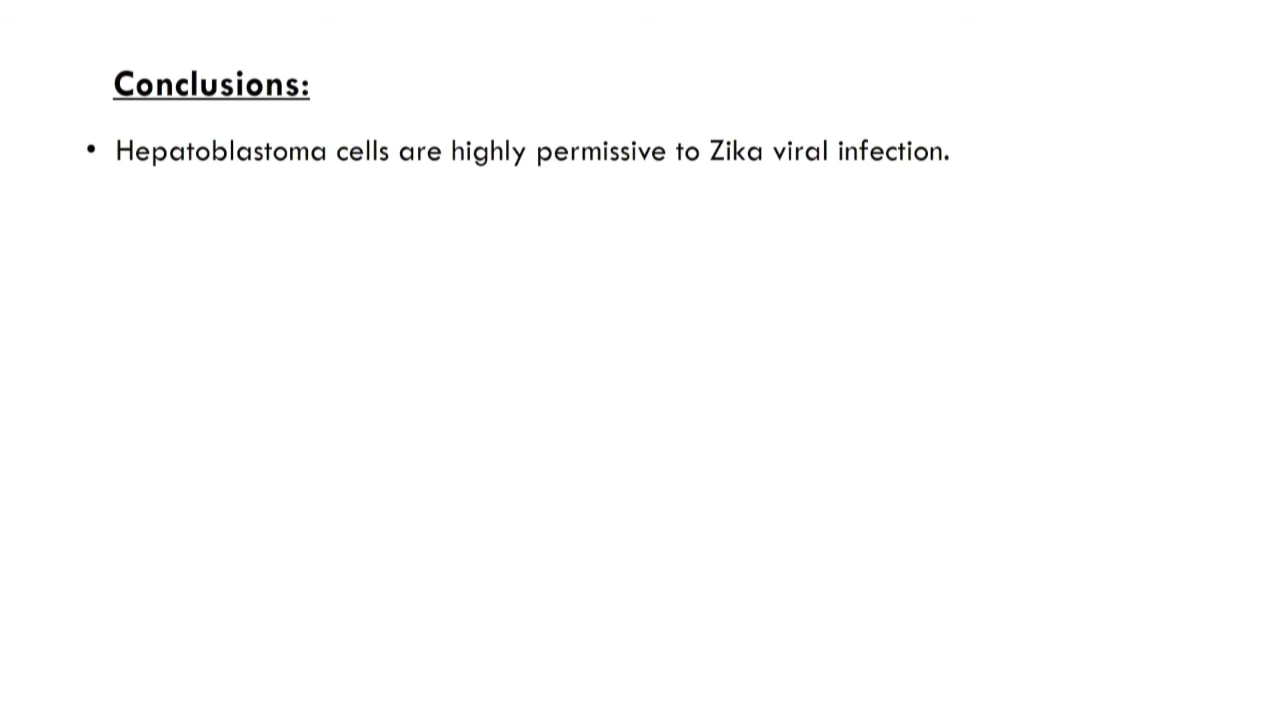 Conclusions:
• Hepatoblastoma cells are highly permissive to Zika viral infection.